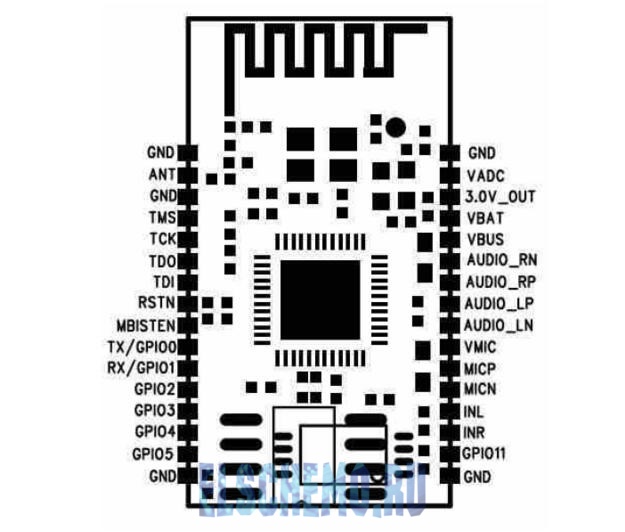 GND
ANT
GND
TMS
TCK
TDO
TDI
RSTN
MBISTEN
TX/GPIO0
RX/GPIO1
GPIO2
GPIO3
GPIO4
GPIO5
GND
GND
VADC
3.0V_OUT
VBAT
VBUS
AUDIO_RN
AUDIO_RP
AUDIO_LP
AUDIO_LN
VMIC
MICP
MICN
INL
INR
GPIO11
GND
ELSCHEMO.RU